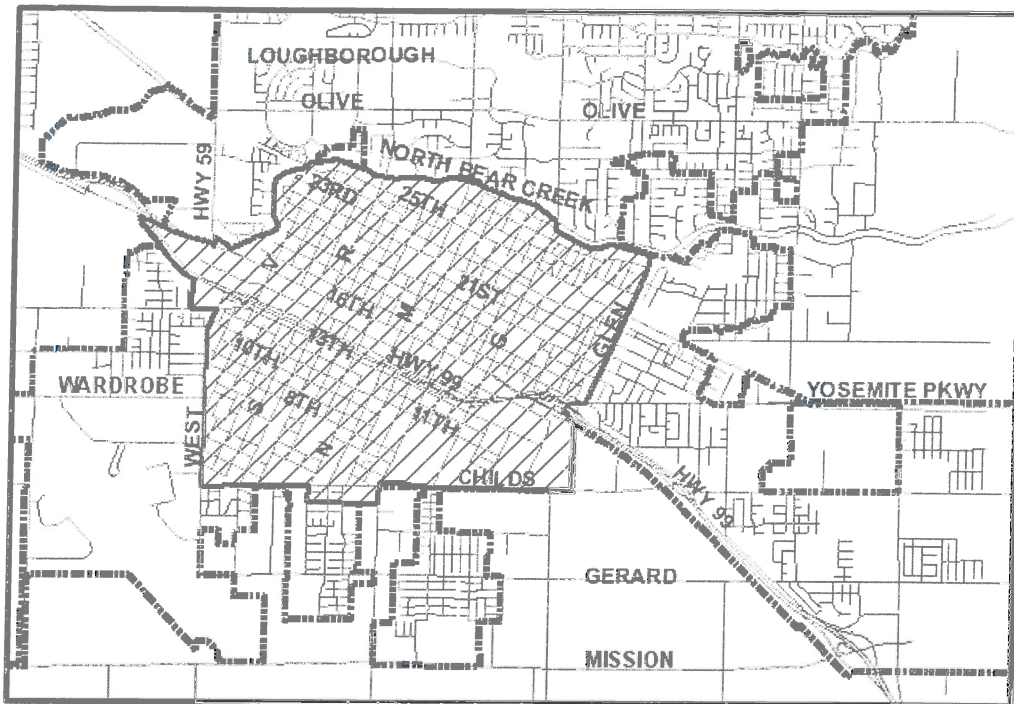 LOUGHBOROUGH
OLIVE
OLIVE
HWY 59
NORTH BEAR CREEK
23RD
25TH
V
R
M
S
21ST
16TH
13TH
HWY 99
GLEN
10TH
8TH
11TH
WARDROBE
WEST
S
YOSEMITE PKWY
CHILDS
HWY 99
GERARD
MISSION